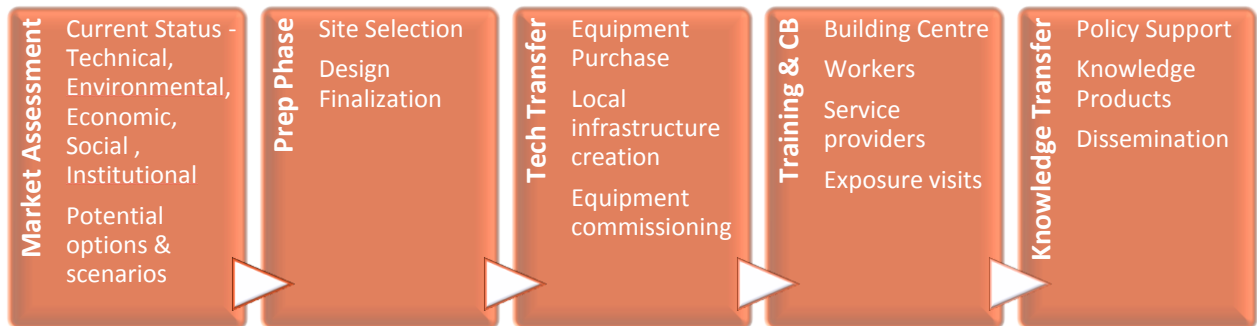 Market Assessment
Current Status -
Technical,
Environmental,
Economic,
Social ,
Institutional
Potential
options &
scenarios
Prep Phase
Site Selection
Design
Finalization
Tech Transfer
Equipment
Purchase
Local
infrastructure
creation
Equipment
commissioning
Training & CB
Building Centre
Workers
Service
providers
Exposure visits
Knowledge Transfer
Policy Support
Knowledge
Products
Dissemination